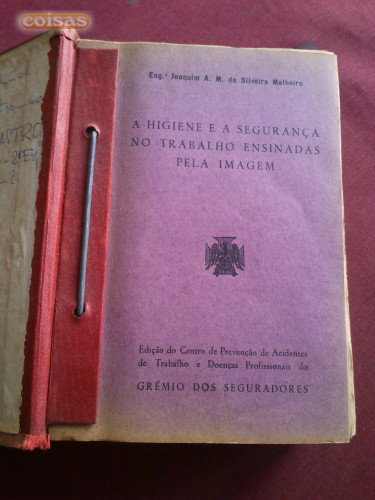 coisas
Eng.º Joaquim A. M. da Silveira Malheiro
A HIGIENE E A SEGURANÇA
NO TRABALHO ENSINADAS
PELA IMAGEM
Edição do Centro de Prevenção de Acidentes
de Trabalho e Doenças Profissionais do
GRÉMIO DOS SEGURADORES
ASTRO